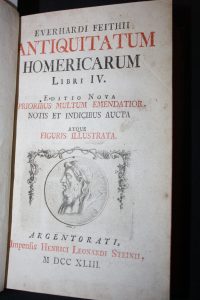 EVERHARDI FEITHII
ANTIQUITATUM
HOMERICARUM
LIBRI IV.
EDITIO NOVA
PRIORIBUS MULTUM EMENDATIOR,
NOTIS ET INDICIBUS AUCTA
ATQUE
FIGURIS ILLUSTRATA.
ARGENTORATI,
Impensis HENRICI LEONARDI STEINII,
M DCC XLIII.